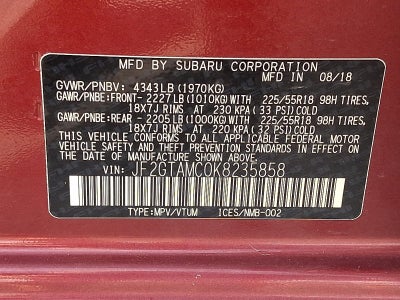 MFD. BY SUBARU CORPORATION
GVWR/PNBV: 4343LB(1970KG) IN 08/18
GAWR/PNBE:FRONT- 2227LB(1010KG)WITH 225/55R18 98H TIRES,
18X7J RIMS AT 230 KPA(33 PSI)COLD
GAWR/PNBE:REAR - 2205LB(1000KG)WITH 225/55R18 98H TIRES,
18X7J RIMS AT 220 KPA(32 PSI)COLD
THIS VEHICLE CONFORMS TO ALL APPLICABLE FEDERAL MOTOR
VEHICLE SAFETY AND THEFT PREVENTION STANDARDS IN EFFECT
ON THE DATE OF MANUFACTURE SHOWN ABOVE.
VIN: JF2GTAMC0K8235858
TYPE:MPV/VTUM ICES/NMB-002